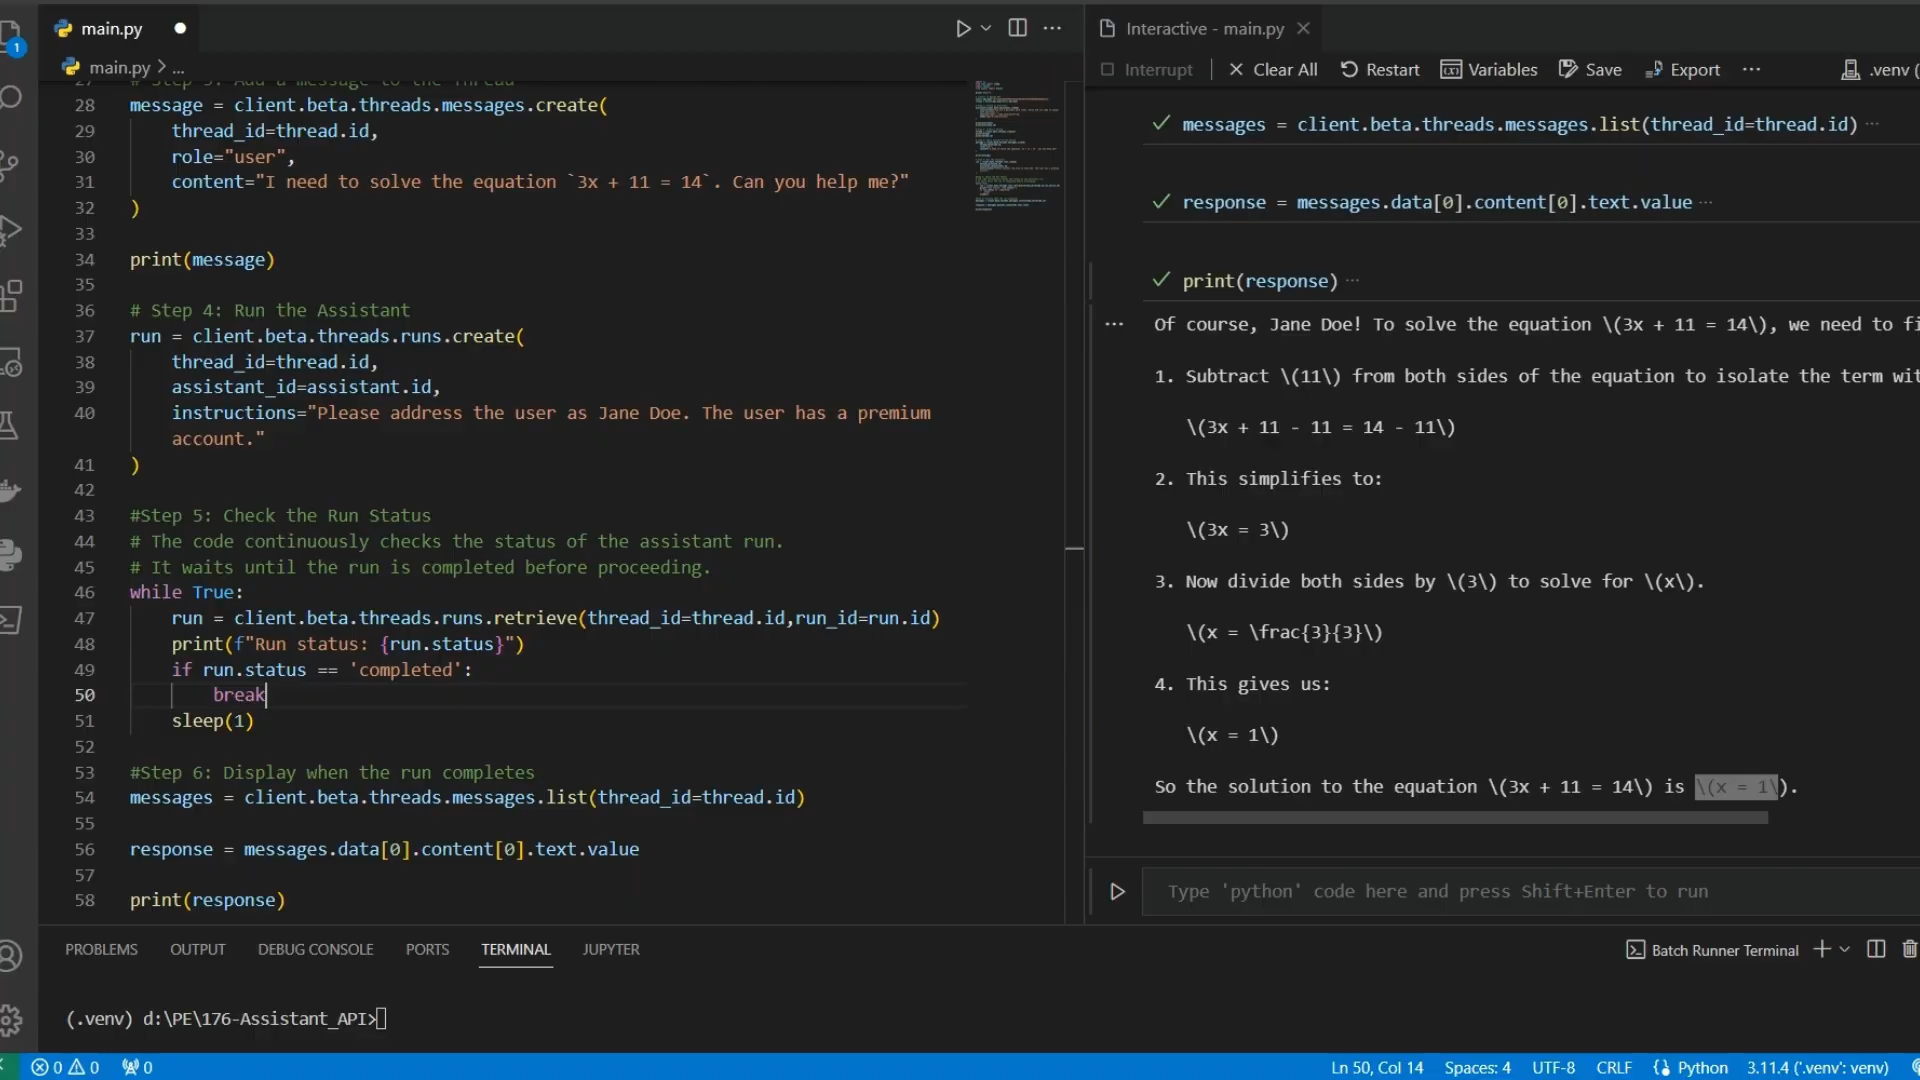 main.py
main.py > ...
27 # Step 3: Add a message to the Thread
28 message = client.beta.threads.messages.create(
29 thread_id=thread.id,
30 role="user",
31 content="I need to solve the equation `3x + 11 = 14`. Can you help me?"
32 )
33
34 print(message)
35
36 # Step 4: Run the Assistant
37 run = client.beta.threads.runs.create(
38 thread_id=thread.id,
39 assistant_id=assistant.id,
40 instructions="Please address the user as Jane Doe. The user has a premium
account."
41 )
42
43 #Step 5: Check the Run Status
44 # The code continuously checks the status of the assistant run.
45 # It waits until the run is completed before proceeding.
46 while True:
47 run = client.beta.threads.runs.retrieve(thread_id=thread.id,run_id=run.id)
48 print(f"Run status: {run.status}")
49 if run.status == 'completed':
50 break
51 sleep(1)
52
53 #Step 6: Display when the run completes
54 messages = client.beta.threads.messages.list(thread_id=thread.id)
55
56 response = messages.data[0].content[0].text.value
57
58 print(response)
Interactive - main.py
Interrupt | Clear All Restart Variables Save Export ... .venv (
messages = client.beta.threads.messages.list(thread_id=thread.id) ...
response = messages.data[0].content[0].text.value ...
print(response) ...
... Of course, Jane Doe! To solve the equation \(3x + 11 = 14\), we need to fi
1. Subtract \(11\) from both sides of the equation to isolate the term wit
\(3x + 11 - 11 = 14 - 11\)
2. This simplifies to:
\(3x = 3\)
3. Now divide both sides by \(3\) to solve for \(x\).
\(x = \frac{3}{3}\)
4. This gives us:
\(x = 1\)
So the solution to the equation \(3x + 11 = 14\) is \(x = 1\).
Type 'python' code here and press Shift+Enter to run
PROBLEMS OUTPUT DEBUG CONSOLE PORTS TERMINAL JUPYTER
Batch Runner Terminal
(.venv) d:\PE\176-Assistant_API>
1
0 0 0
Ln 50, Col 14 Spaces: 4 UTF-8 CRLF Python 3.11.4 ('.venv': venv)